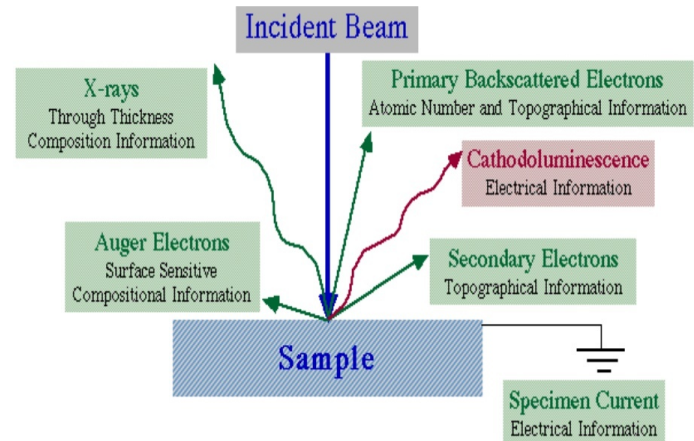 Incident Beam
X-rays
Through Thickness
Composition Information
Primary Backscattered Electrons
Atomic Number and Topographical Information
Cathodoluminescence
Electrical Information
Auger Electrons
Surface Sensitive
Compositional Information
Secondary Electrons
Topographical Information
Sample
Specimen Current
Electrical Information